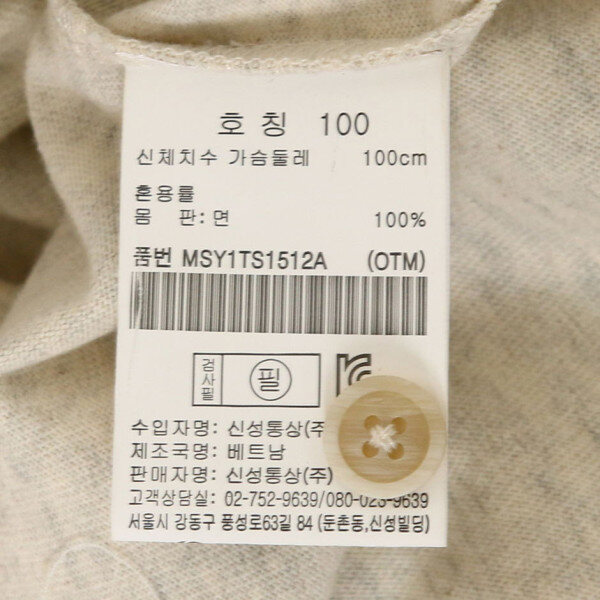 호 칭 100
신체치수 가슴둘레 100cm
혼용률
몸 판:면 100%
품번 MSY1TS1512A (OTM)
검사필 필
수입자명: 신성통상(주
제조국명: 베트남
판매자명: 신성통상(주)
고객상담실: 02-752-9639/080-023-9639
서울시 강동구 풍성로63길 84 (둔촌동,신성빌딩)